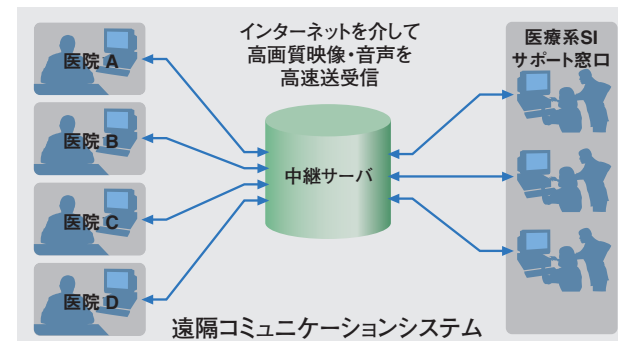 インターネットを介して
高画質映像・音声を
高速送受信
医療系SI
サポート窓口
医院 A
医院 B
医院 C
医院 D
中継サーバ
遠隔コミュニケーションシステム